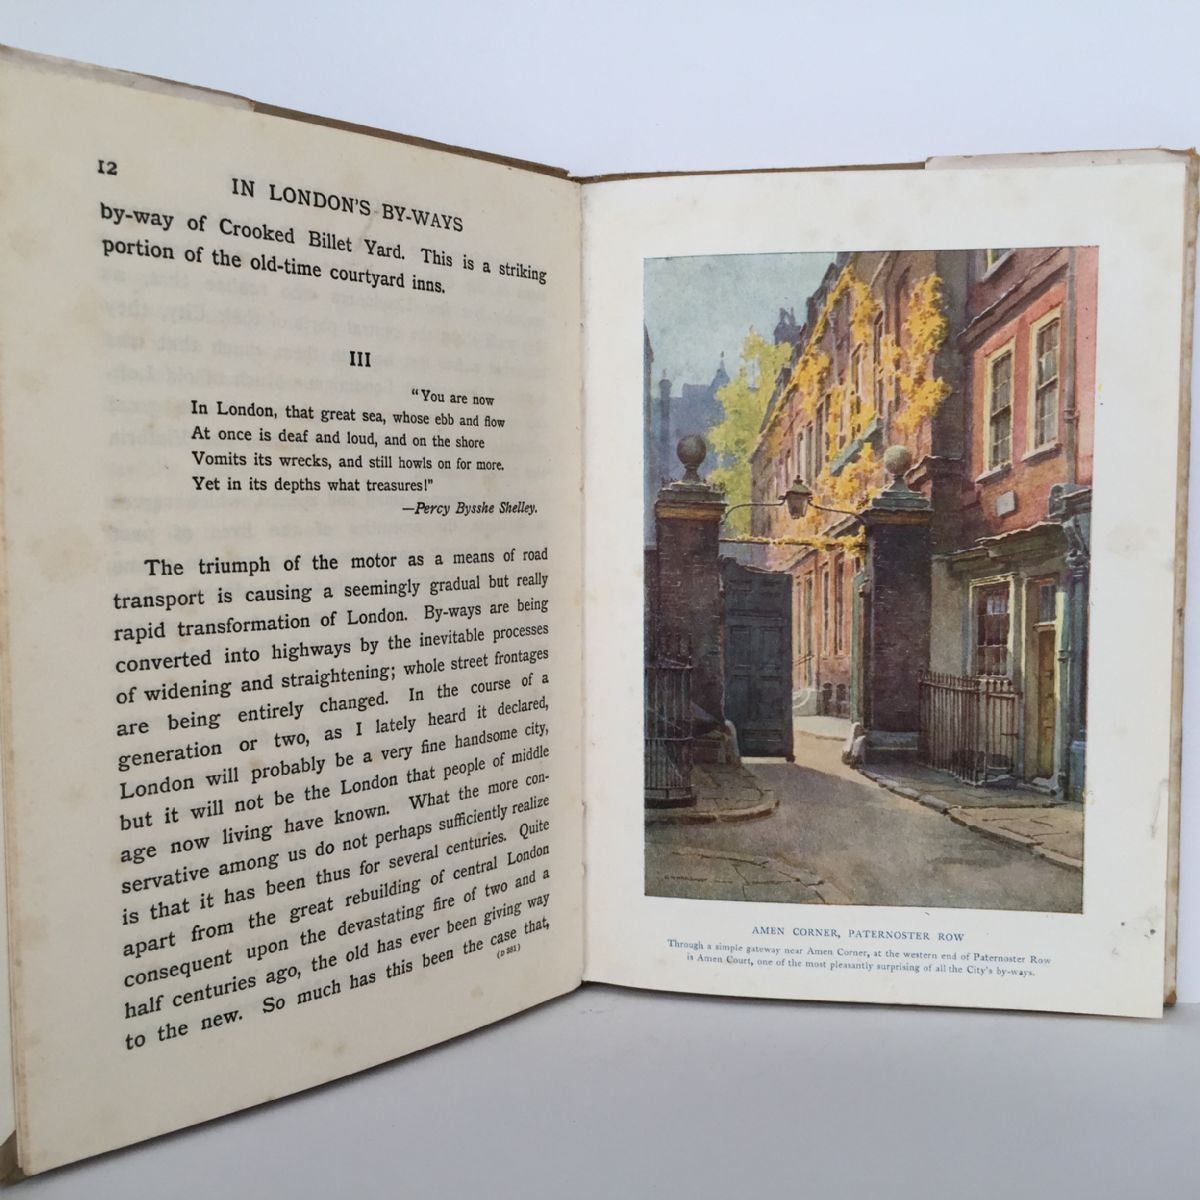 12
IN LONDON'S BY-WAYS
by-way of Crooked Billet Yard. This is a striking
portion of the old-time courtyard inns.
III
"You are now
In London, that great sea, whose ebb and flow
At once is deaf and loud, and on the shore
Vomits its wrecks, and still howls on for more.
Yet in its depths what treasures!"
—Percy Bysshe Shelley.
The triumph of the motor as a means of road
transport is causing a seemingly gradual but really
rapid transformation of London. By-ways are being
converted into highways by the inevitable processes
of widening and straightening; whole street frontages
are being entirely changed. In the course of a
generation or two, as I lately heard it declared,
London will probably be a very fine handsome city,
but it will not be the London that people of middle
age now living have known. What the more con-
servative among us do not perhaps sufficiently realize
is that it has been thus for several centuries. Quite
apart from the great rebuilding of central London
consequent upon the devastating fire of two and a
half centuries ago, the old has ever been giving way
to the new. So much has this been the case that,
(D 381)
AMEN CORNER, PATERNOSTER ROW
Through a simple gateway near Amen Corner, at the western end of Paternoster Row
is Amen Court, one of the most pleasantly surprising of all the City's by-ways.